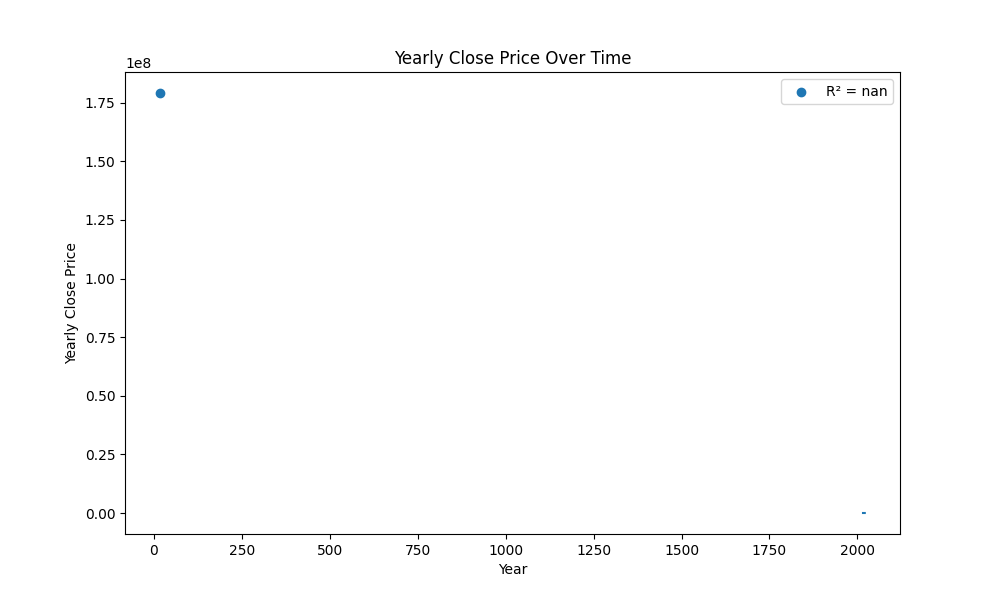 Yearly Close Price Over Time
1e8
R² = nan
1.75
1.50
1.25
1.00
0.75
0.50
0.25
0.00
Yearly Close Price
0 250 500 750 1000 1250 1500 1750 2000
Year